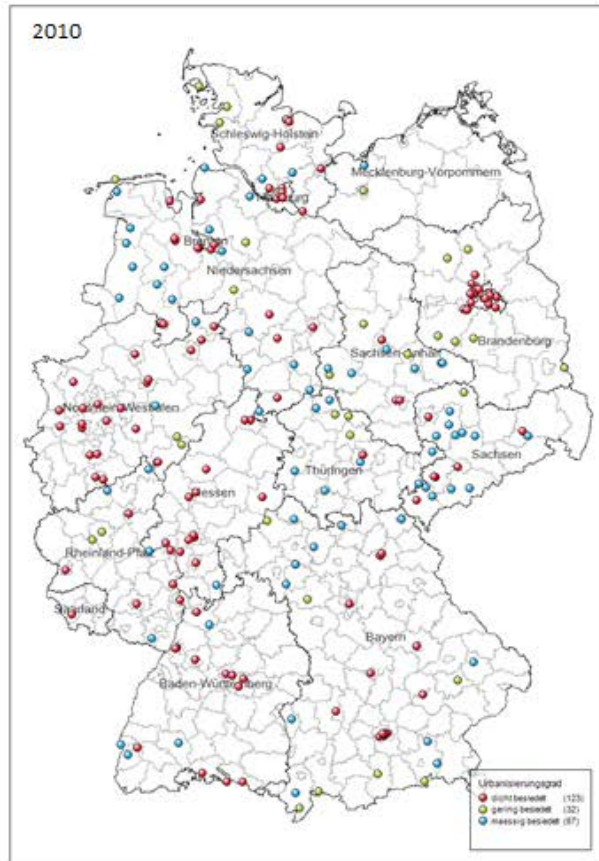 2010
Schleswig-Holstein
Mecklenburg-Vorpommern
Hamburg
Bremen
Niedersachsen
Sachsen-Anhalt
Brandenburg
Nordrhein-Westfalen
Sachsen
Thüringen
Hessen
Rheinland-Pfalz
Saarland
Bayern
Baden-Württemberg
Urbanisierungsgrad
dicht besiedelt (123)
gering besiedelt (32)
maessig besiedelt (87)